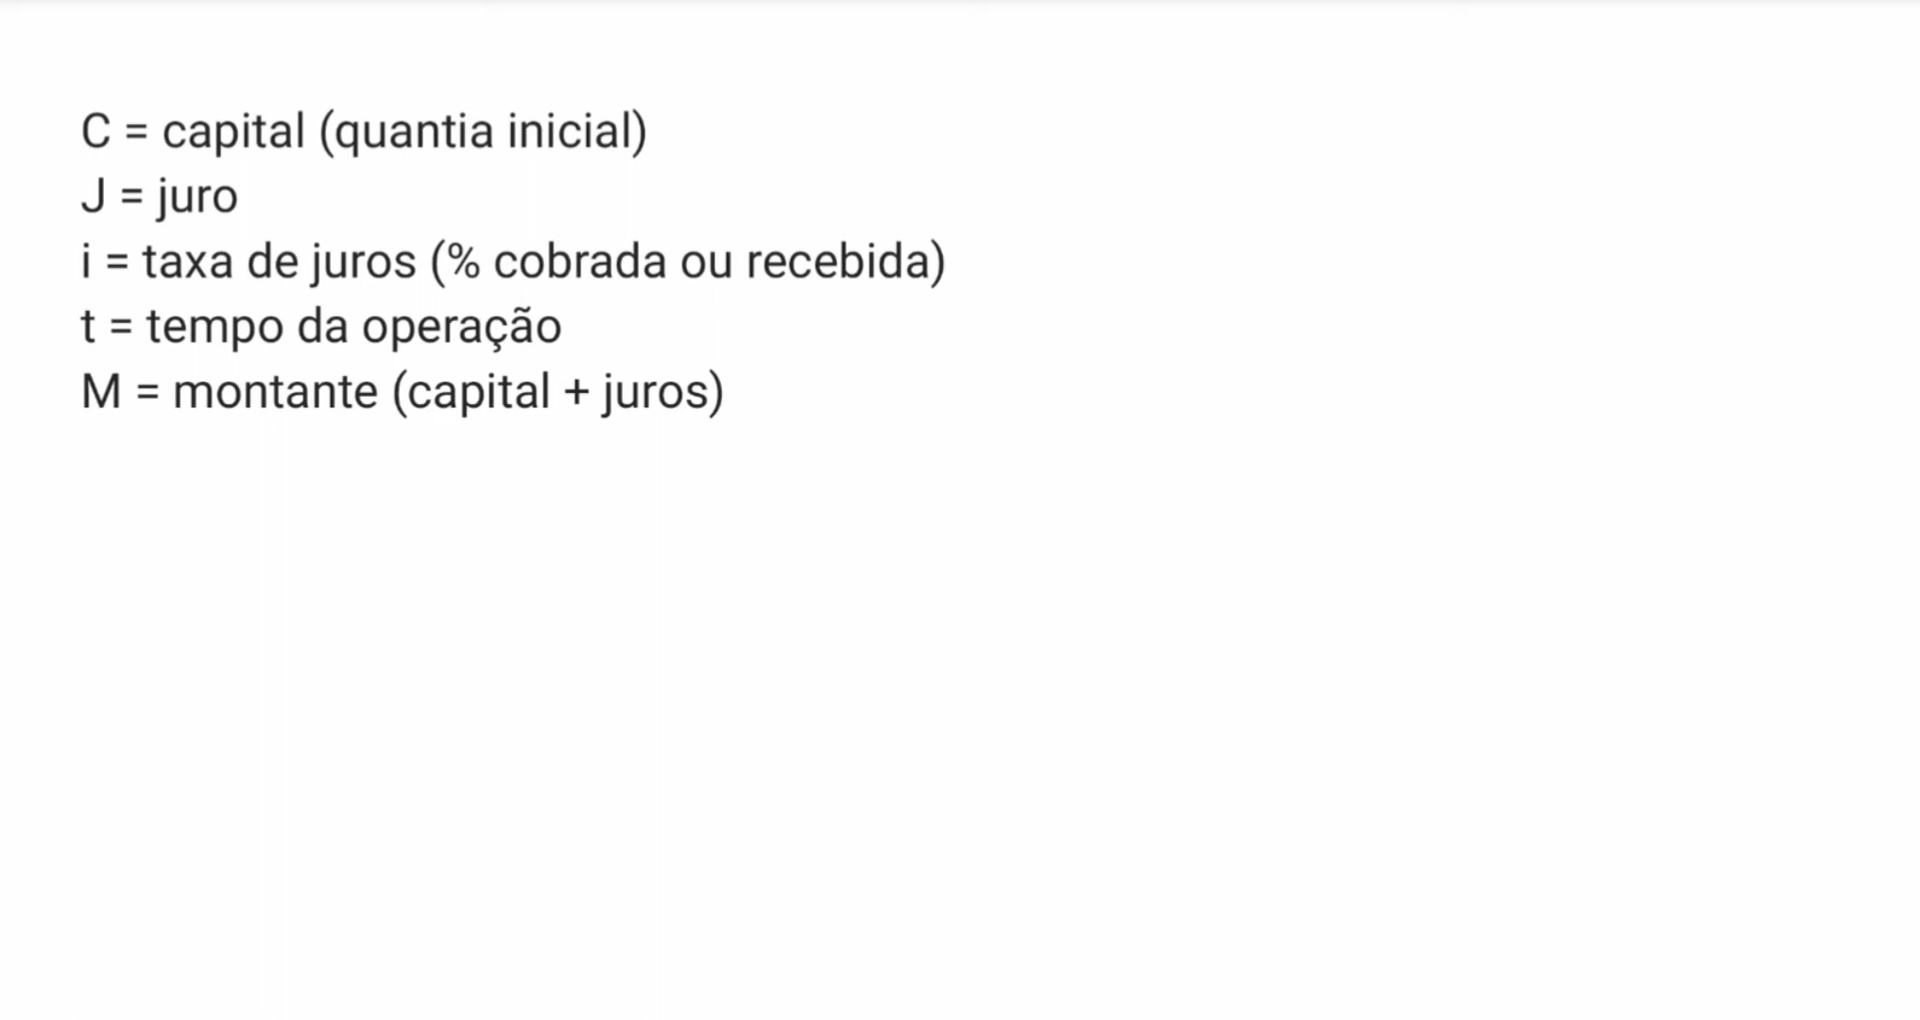 C = capital (quantia inicial)
J = juro
i = taxa de juros (% cobrada ou recebida)
t = tempo da operação
M = montante (capital + juros)